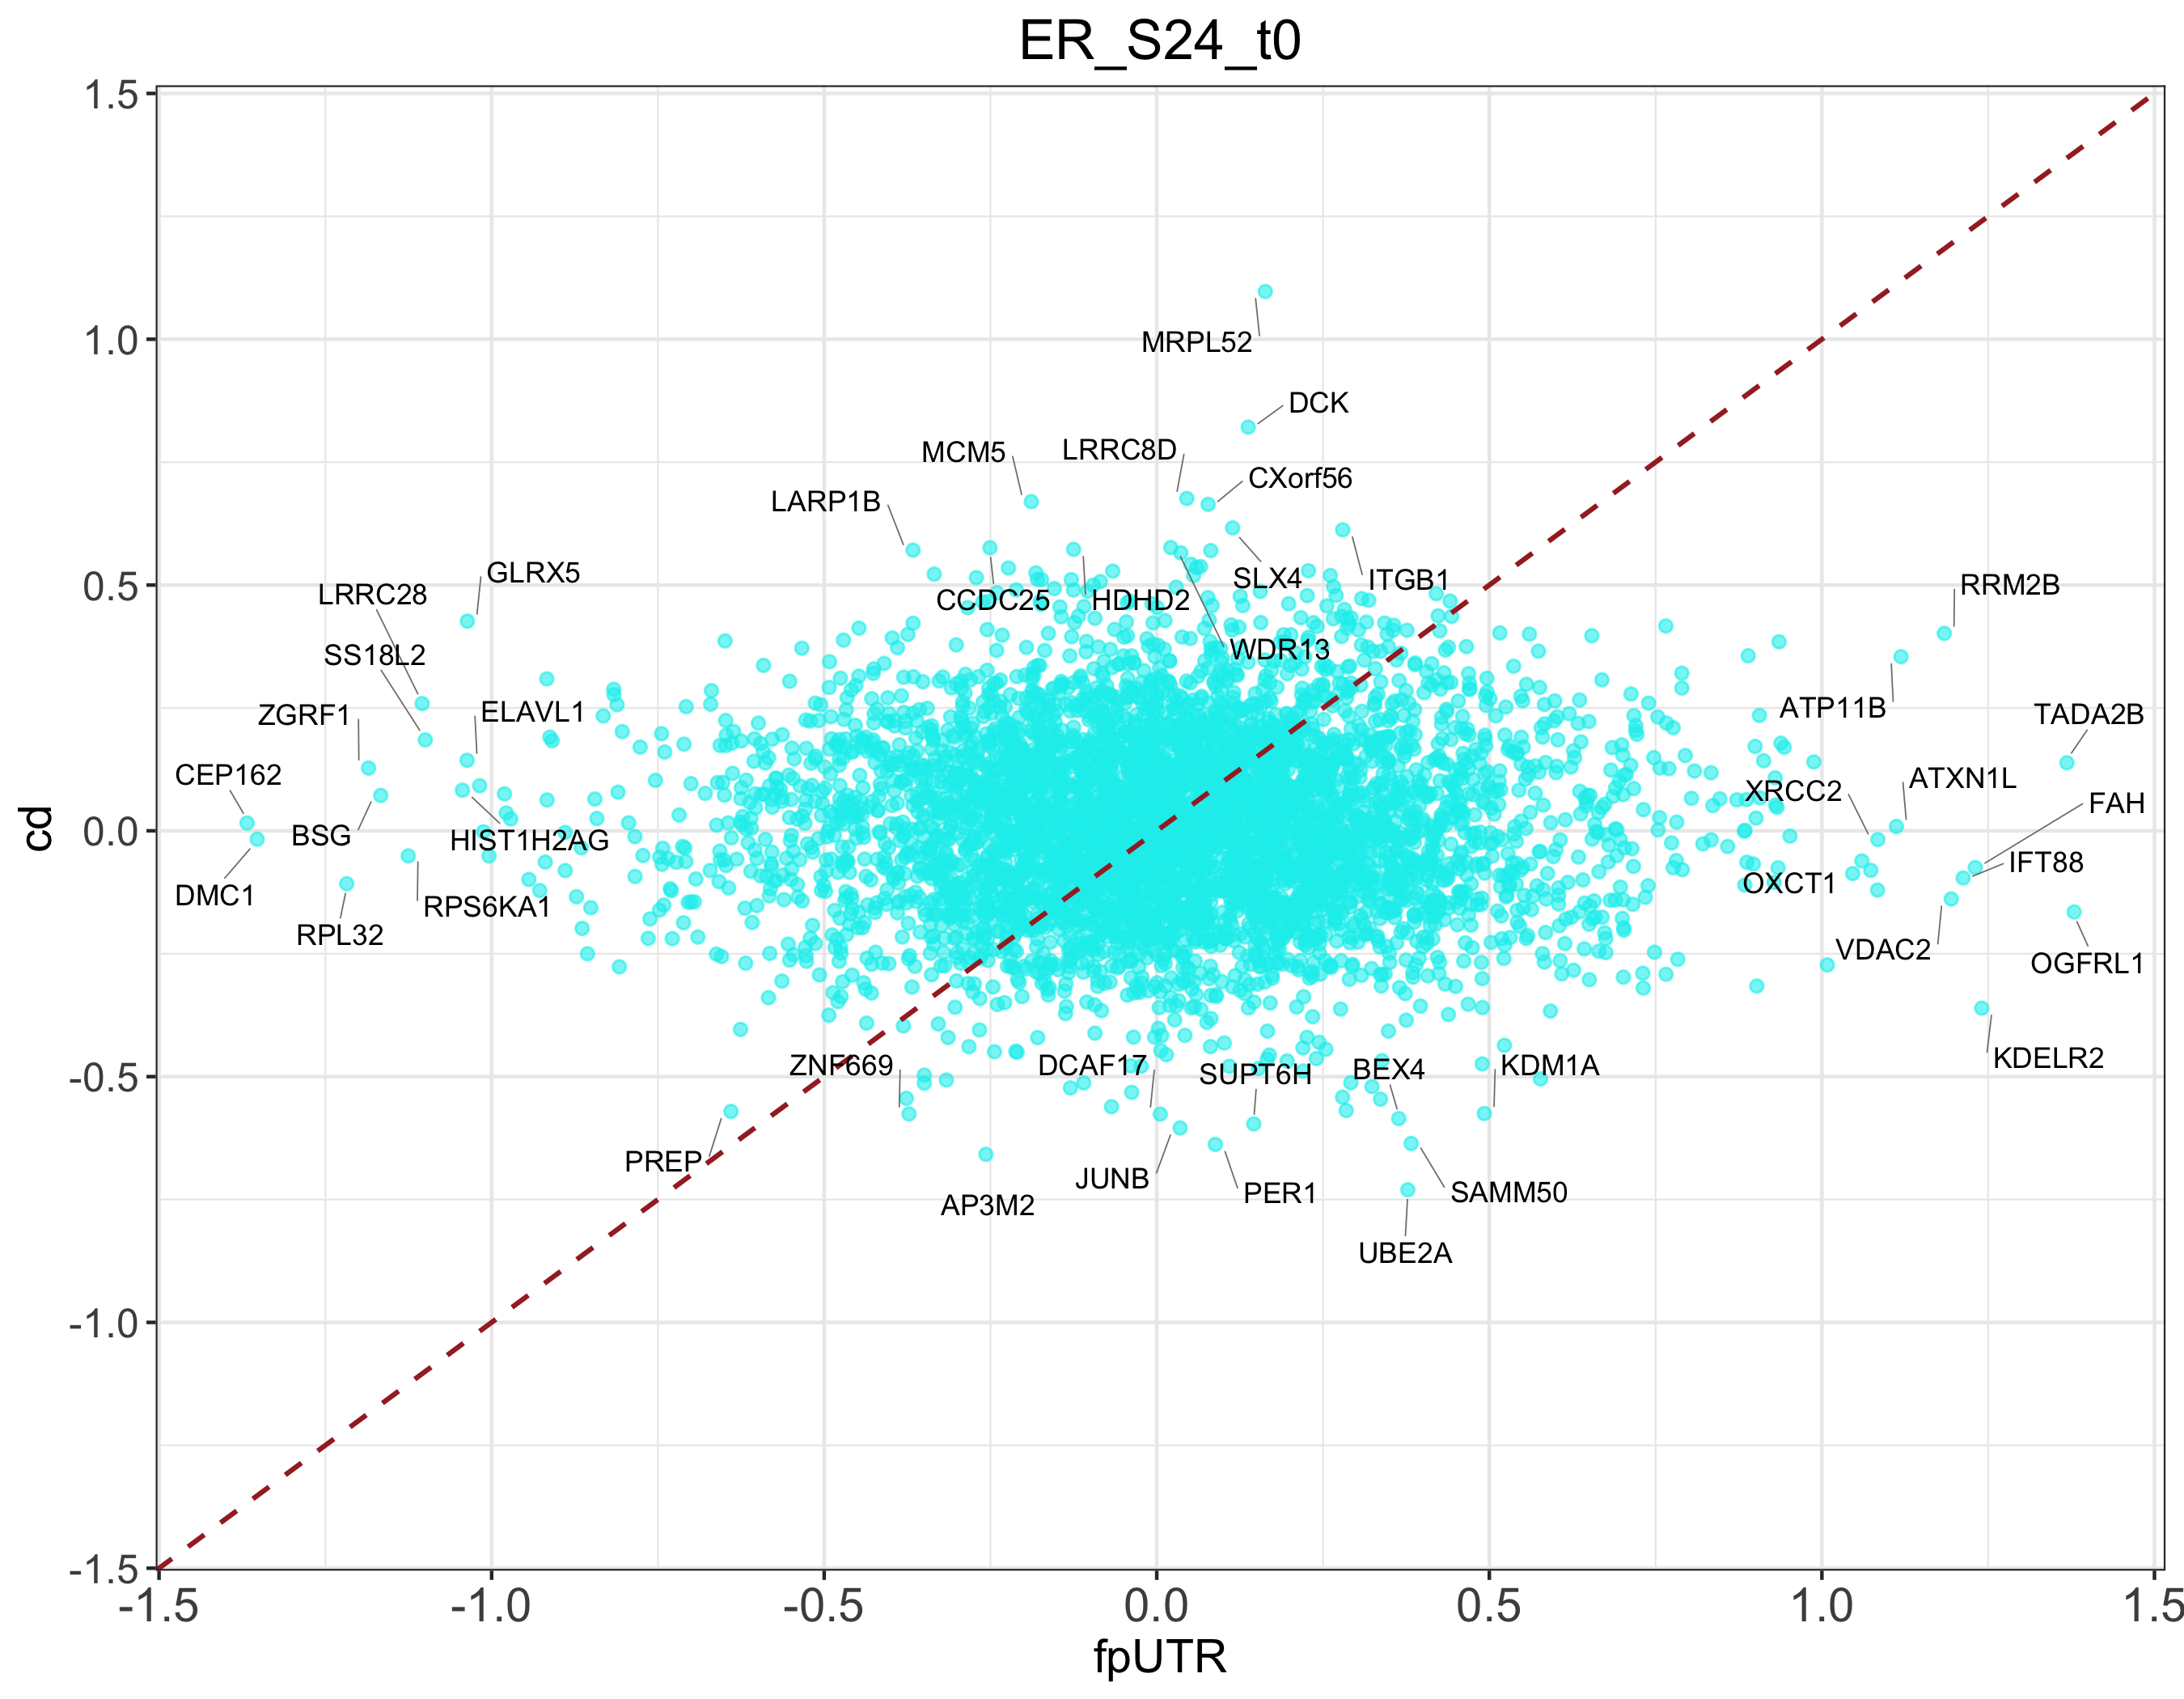 ER_S24_t0
1.5
MRPL52
1.0
DCK
MCM5
LRRC8D
CXorf56
LARP1B
GLRX5
SLX4
ITGB1
RRM2B
0.5
LRRC28
CCDC25
HDHD2
SS18L2
WDR13
ZGRF1
ELAVL1
ATP11B
TADA2B
CEP162
ATXN1L
XRCC2
FAH
cd
0.0
BSG
HIST1H2AG
IFT88
DMC1
OXCT1
RPS6KA1
RPL32
VDAC2
OGFRL1
-0.5
ZNF669
DCAF17
SUPT6H
BEX4
KDM1A
KDELR2
PREP
JUNB
PER1
SAMM50
AP3M2
UBE2A
-1.0
-1.5
-1.5
-1.0
-0.5
0.0
0.5
1.0
1.5
fpUTR